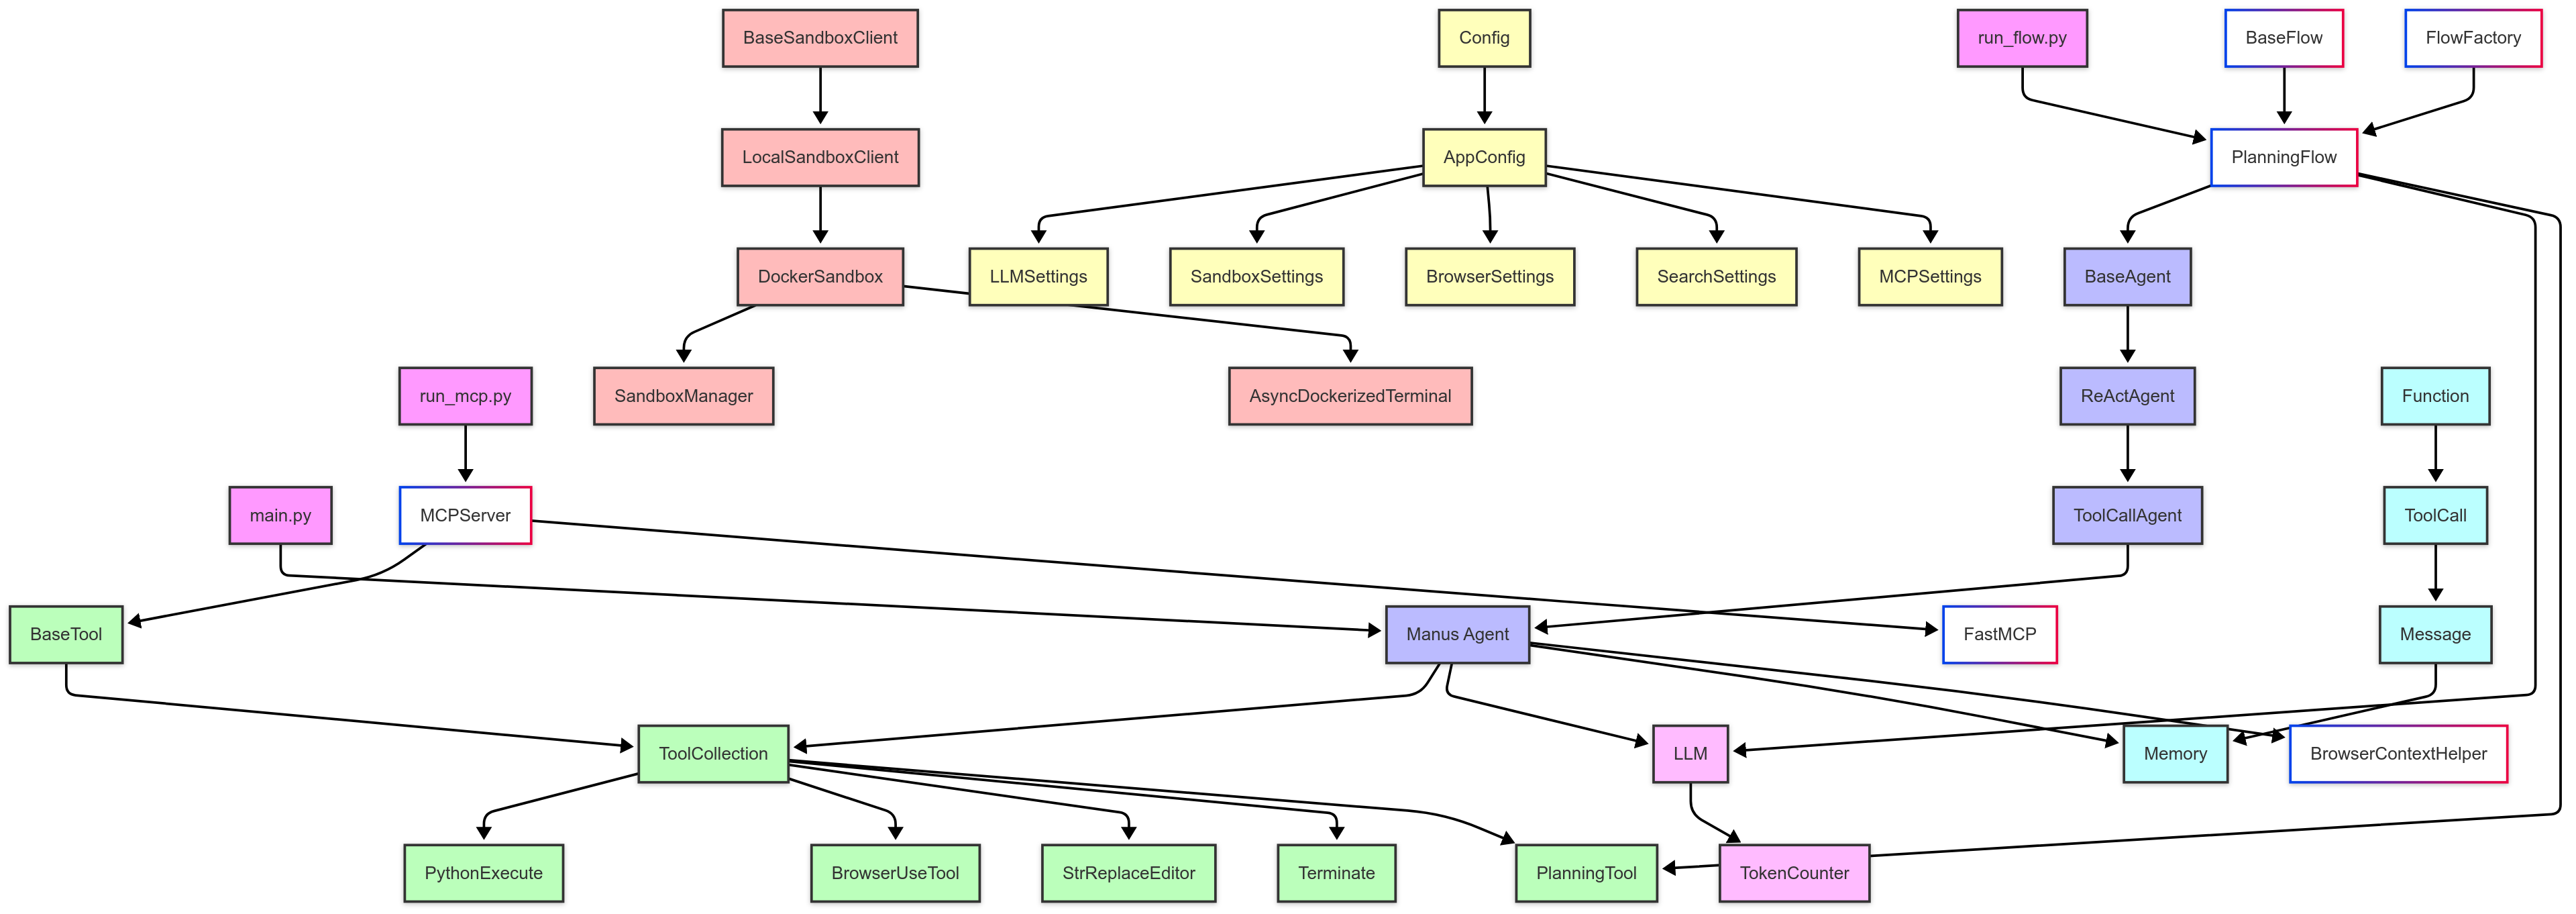 BaseSandboxClient
Config
run_flow.py
BaseFlow
FlowFactory
LocalSandboxClient
AppConfig
PlanningFlow
DockerSandbox
LLMSettings
SandboxSettings
BrowserSettings
SearchSettings
MCPSettings
BaseAgent
run_mcp.py
SandboxManager
AsyncDockerizedTerminal
ReActAgent
Function
main.py
MCPServer
ToolCallAgent
ToolCall
BaseTool
Manus Agent
FastMCP
Message
ToolCollection
LLM
Memory
BrowserContextHelper
PythonExecute
BrowserUseTool
StrReplaceEditor
Terminate
PlanningTool
TokenCounter